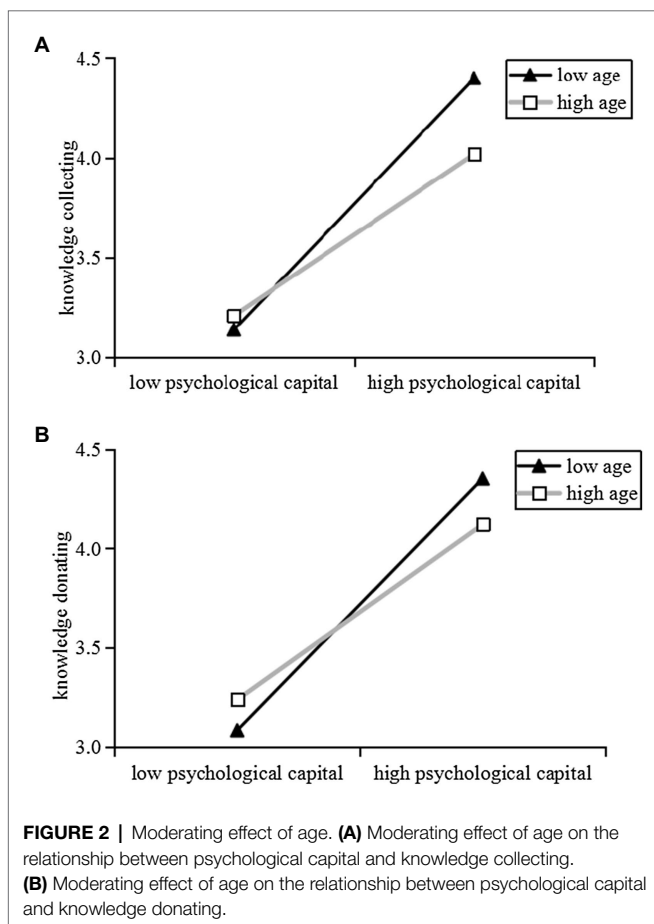 A
4.5
4.0
3.5
3.0
knowledge collecting
low age
high age
low psychological capital
high psychological capital
B
4.5
4.0
3.5
3.0
knowledge donating
low age
high age
low psychological capital
high psychological capital
FIGURE 2 | Moderating effect of age. (A) Moderating effect of age on the
relationship between psychological capital and knowledge collecting.
(B) Moderating effect of age on the relationship between psychological capital
and knowledge donating.